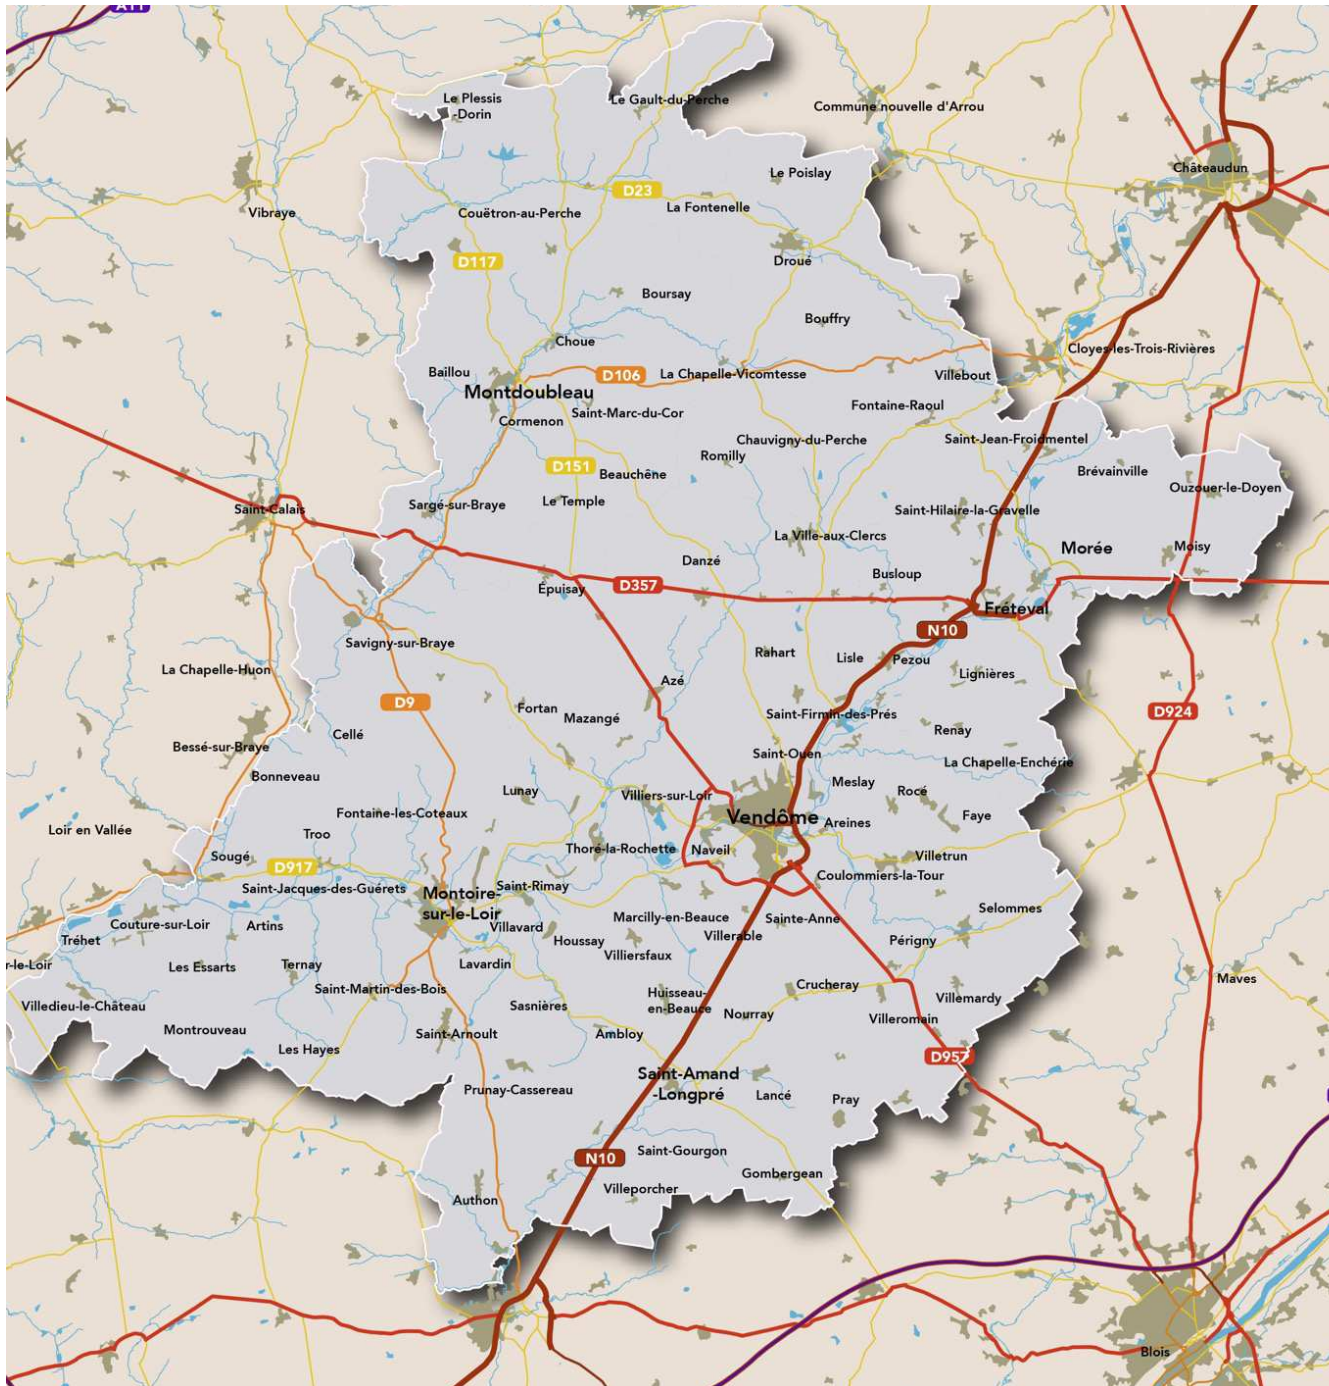 A11
Le Plessis
-Dorin
Le Gault-du-Perche
Commune nouvelle d'Arrou
Châteaudun
Le Poislay
D23
Vibraye
Couëtron-au-Perche
La Fontenelle
D117
Droué
Boursay
Bouffry
Choue
Cloyes-les-Trois-Rivières
Baillou
D106
La Chapelle-Vicomtesse
Villebout
Montdoubleau
Saint-Marc-du-Cor
Fontaine-Raoul
Cormenon
Chauvigny-du-Perche
Saint-Jean-Froidmentel
Romilly
D151
Beauchêne
Brévainville
Ouzouer-le-Doyen
Le Temple
Sargé-sur-Braye
Saint-Calais
Saint-Hilaire-la-Gravelle
La Ville-aux-Clercs
Morée
Moisy
Danzé
Busloup
Épuisay
D357
Fréteval
N10
Savigny-sur-Braye
Rahart
Lisle
Pezou
La Chapelle-Huon
Lignières
Azé
D9
Fortan
Mazangé
Saint-Firmin-des-Prés
D924
Renay
Cellé
Bessé-sur-Braye
Saint-Ouen
La Chapelle-Enchérie
Bonneveau
Meslay
Lunay
Villiers-sur-Loir
Rocé
Fontaine-les-Coteaux
Vendôme
Faye
Areines
Loir en Vallée
Troo
Thoré-la-Rochette
Naveil
Sougé
Villetrun
D917
Coulommiers-la-Tour
Saint-Jacques-des-Guérets
Saint-Rimay
Montoire-
sur-le-Loir
Selommes
Marcilly-en-Beauce
Sainte-Anne
Couture-sur-Loir
Artins
Villavard
Villerable
Tréhet
Houssay
Périgny
Villiersfaux
r-le-Loir
Les Essarts
Ternay
Lavardin
Maves
Saint-Martin-des-Bois
Crucheray
Huisseau-
en-Beauce
Villemardy
Villedieu-le-Château
Sasnières
Nourray
Villeromain
Montrouveau
Saint-Arnoult
Ambloy
Les Hayes
D957
Saint-Amand
-Longpré
Prunay-Cassereau
Lancé
Pray
Saint-Gourgon
N10
Gombergean
Villeporcher
Authon
Blois